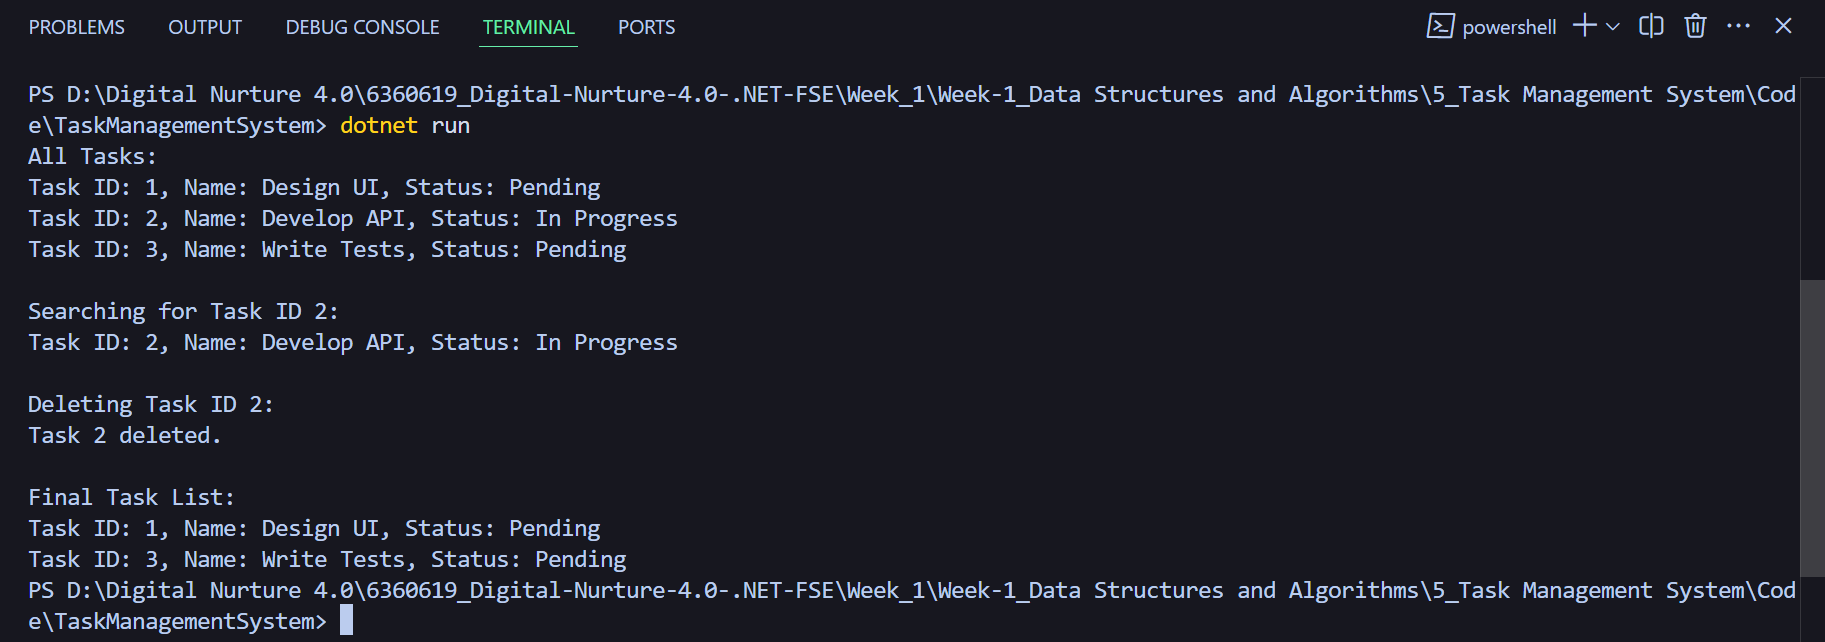 PROBLEMS OUTPUT DEBUG CONSOLE TERMINAL PORTS powershell
PS D:\Digital Nurture 4.0\6360619_Digital-Nurture-4.0-.NET-FSE\Week_1\Week-1_Data Structures and Algorithms\5_Task Management System\Cod
e\TaskManagementSystem> dotnet run
All Tasks:
Task ID: 1, Name: Design UI, Status: Pending
Task ID: 2, Name: Develop API, Status: In Progress
Task ID: 3, Name: Write Tests, Status: Pending
Searching for Task ID 2:
Task ID: 2, Name: Develop API, Status: In Progress
Deleting Task ID 2:
Task 2 deleted.
Final Task List:
Task ID: 1, Name: Design UI, Status: Pending
Task ID: 3, Name: Write Tests, Status: Pending
PS D:\Digital Nurture 4.0\6360619_Digital-Nurture-4.0-.NET-FSE\Week_1\Week-1_Data Structures and Algorithms\5_Task Management System\Cod
e\TaskManagementSystem>